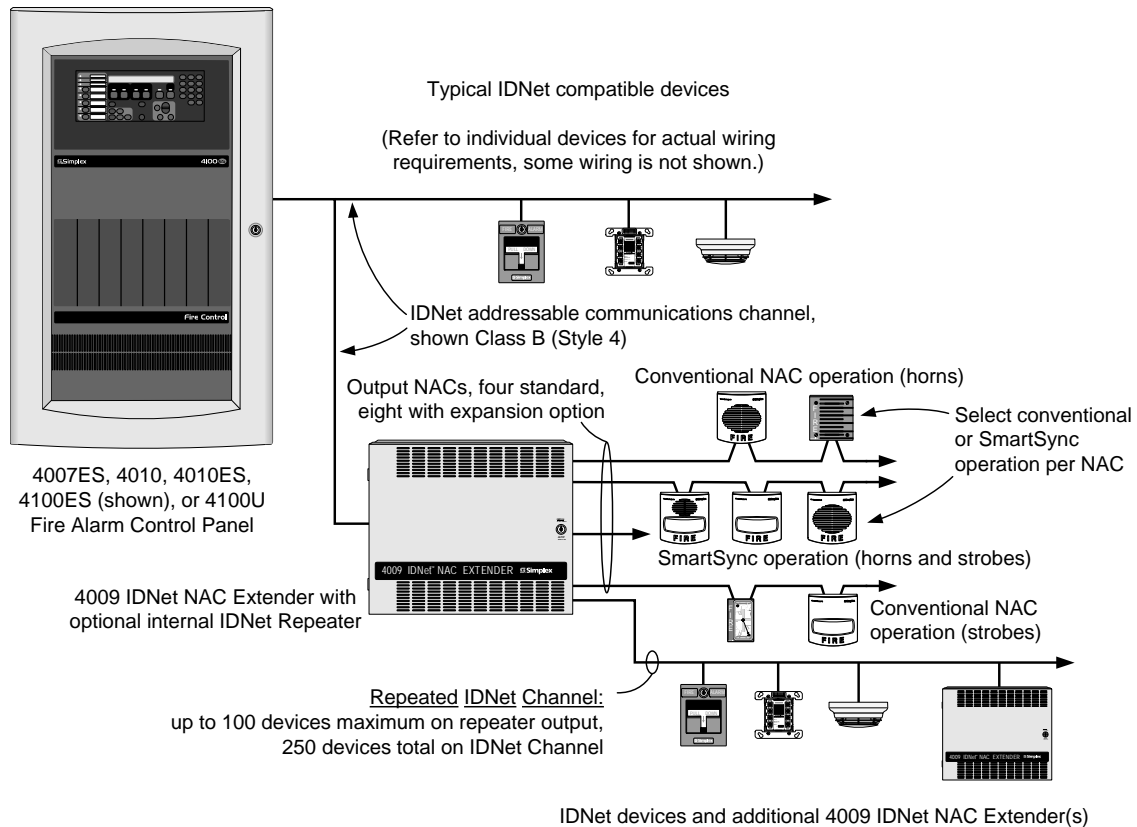 Typical IDNet compatible devices
(Refer to individual devices for actual wiring
requirements, some wiring is not shown.)
Simplex
4100
Fire Control
IDNet addressable communications channel,
shown Class B (Style 4)
Output NACs, four standard,
eight with expansion option
Conventional NAC operation (horns)
FIRE
Select conventional
or SmartSync
operation per NAC
4007ES, 4010, 4010ES,
4100ES (shown), or 4100U
Fire Alarm Control Panel
FIRE
FIRE
FIRE
SmartSync operation (horns and strobes)
4009 IDNet NAC EXTENDER Simplex
4009 IDNet NAC Extender with
optional internal IDNet Repeater
FIRE
Conventional NAC
operation (strobes)
Repeated IDNet Channel:
up to 100 devices maximum on repeater output,
250 devices total on IDNet Channel
4009 IDNet NAC EXTENDER Simplex
IDNet devices and additional 4009 IDNet NAC Extender(s)